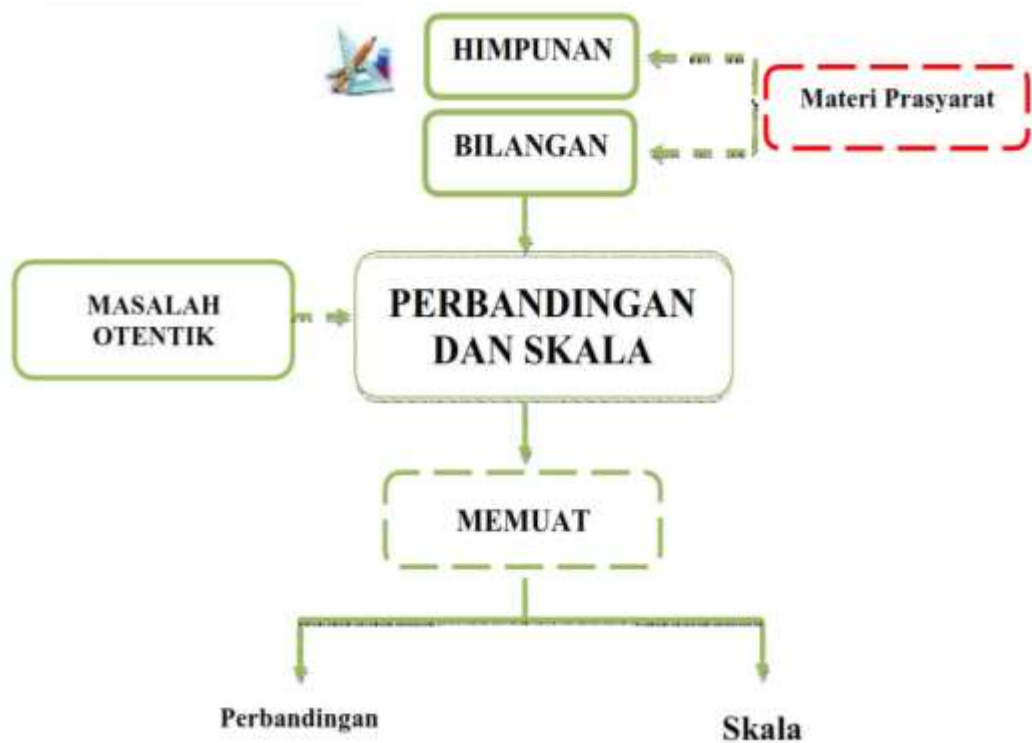 HIMPUNAN
Materi Prasyarat
BILANGAN
MASALAH
OTENTIK
PERBANDINGAN
DAN SKALA
MEMUAT
Perbandingan
Skala